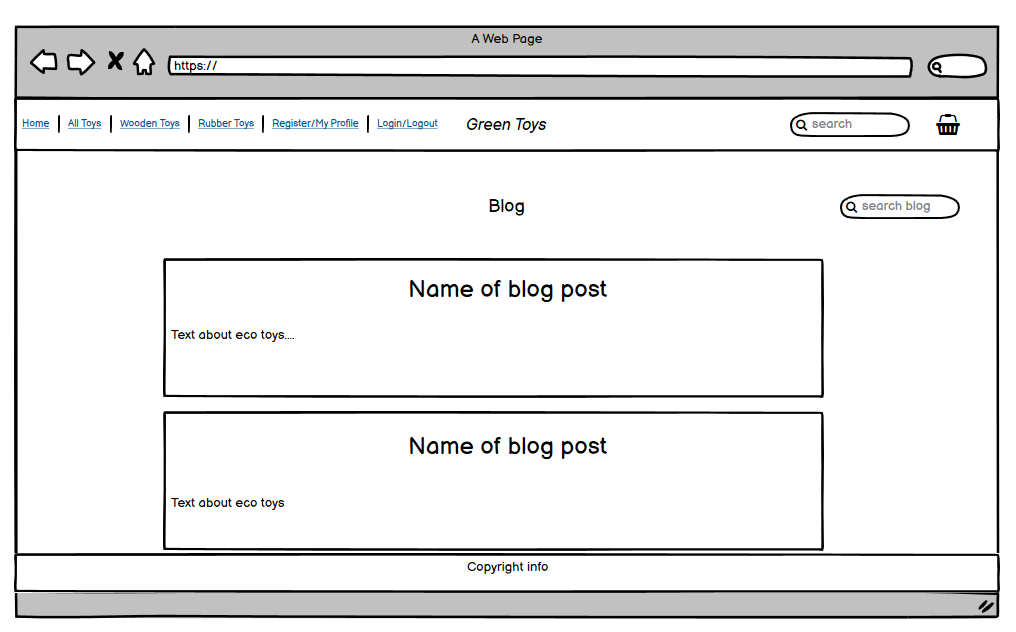 A Web Page
https://
Home | All Toys | Wooden Toys | Rubber Toys | Register/My Profile | Login/Logout Green Toys search
Blog search blog
Name of blog post
Text about eco toys....
Name of blog post
Text about eco toys
Copyright info